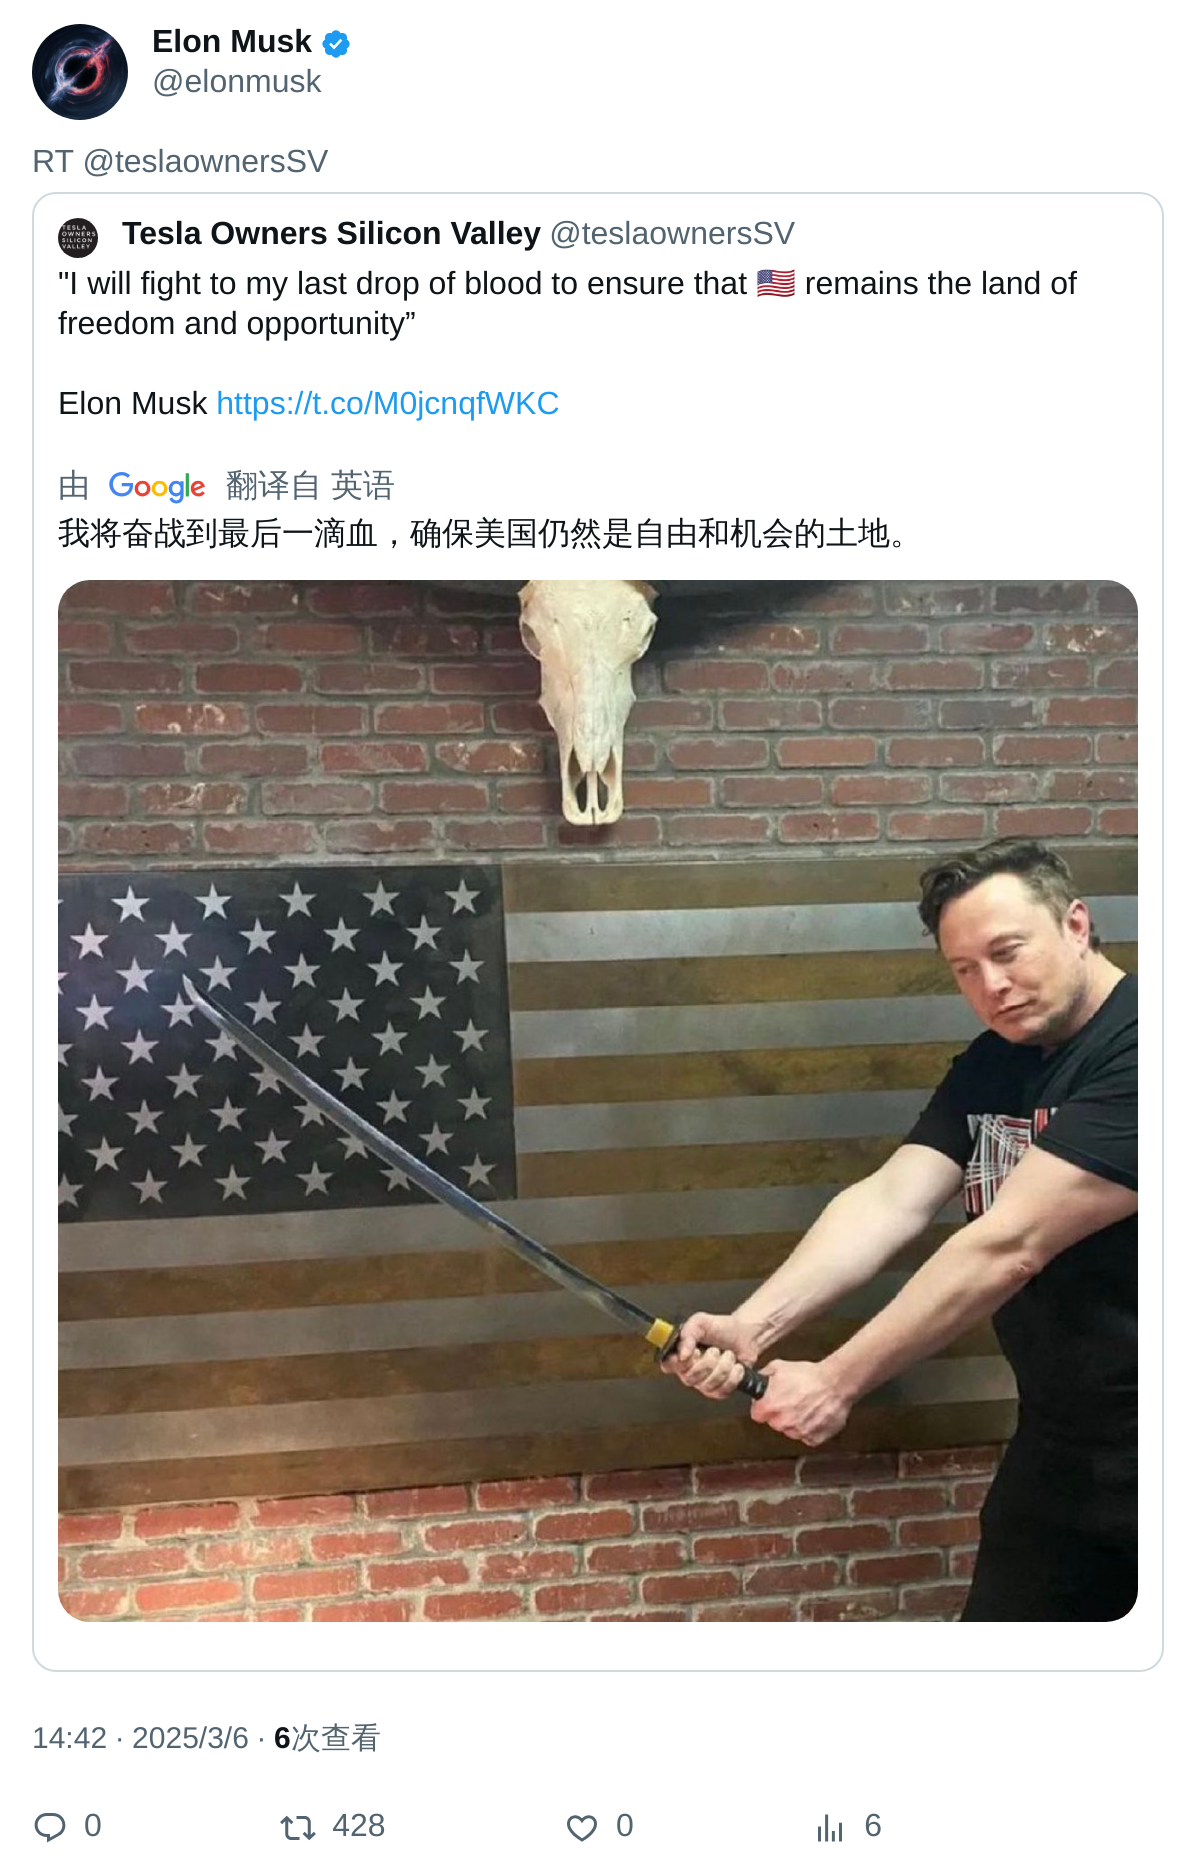 Elon Musk
@elonmusk
RT @teslaownersSV
TESLA
OWNERS
SILICON
VALLEY
Tesla Owners Silicon Valley @teslaownersSV
"I will fight to my last drop of blood to ensure that 🇺🇸 remains the land of
freedom and opportunity”
Elon Musk https://t.co/M0jcnqfWKC
由 Google 翻译自 英语
我将奋战到最后一滴血，确保美国仍然是自由和机会的土地。
14:42 · 2025/3/6 · 6次查看
0 428 0 6